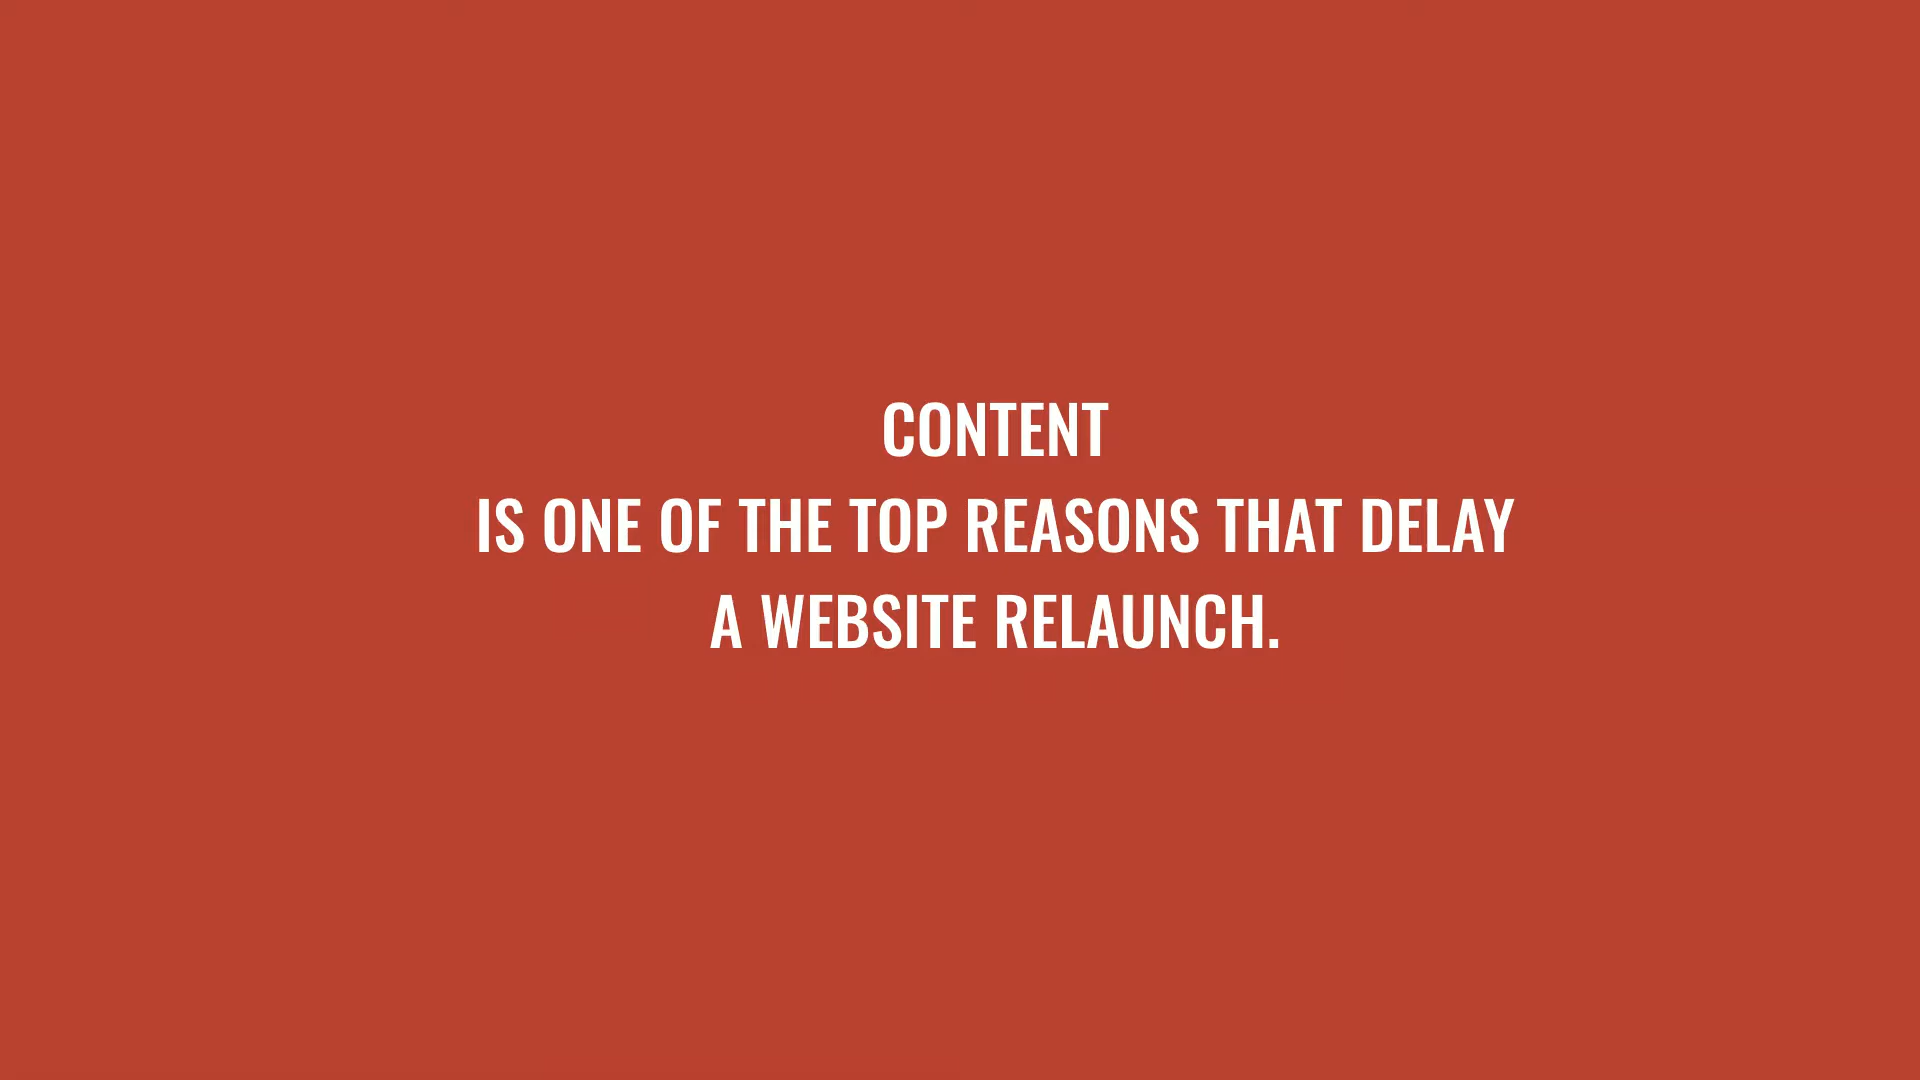 CONTENT
IS ONE OF THE TOP REASONS THAT DELAY
A WEBSITE RELAUNCH.